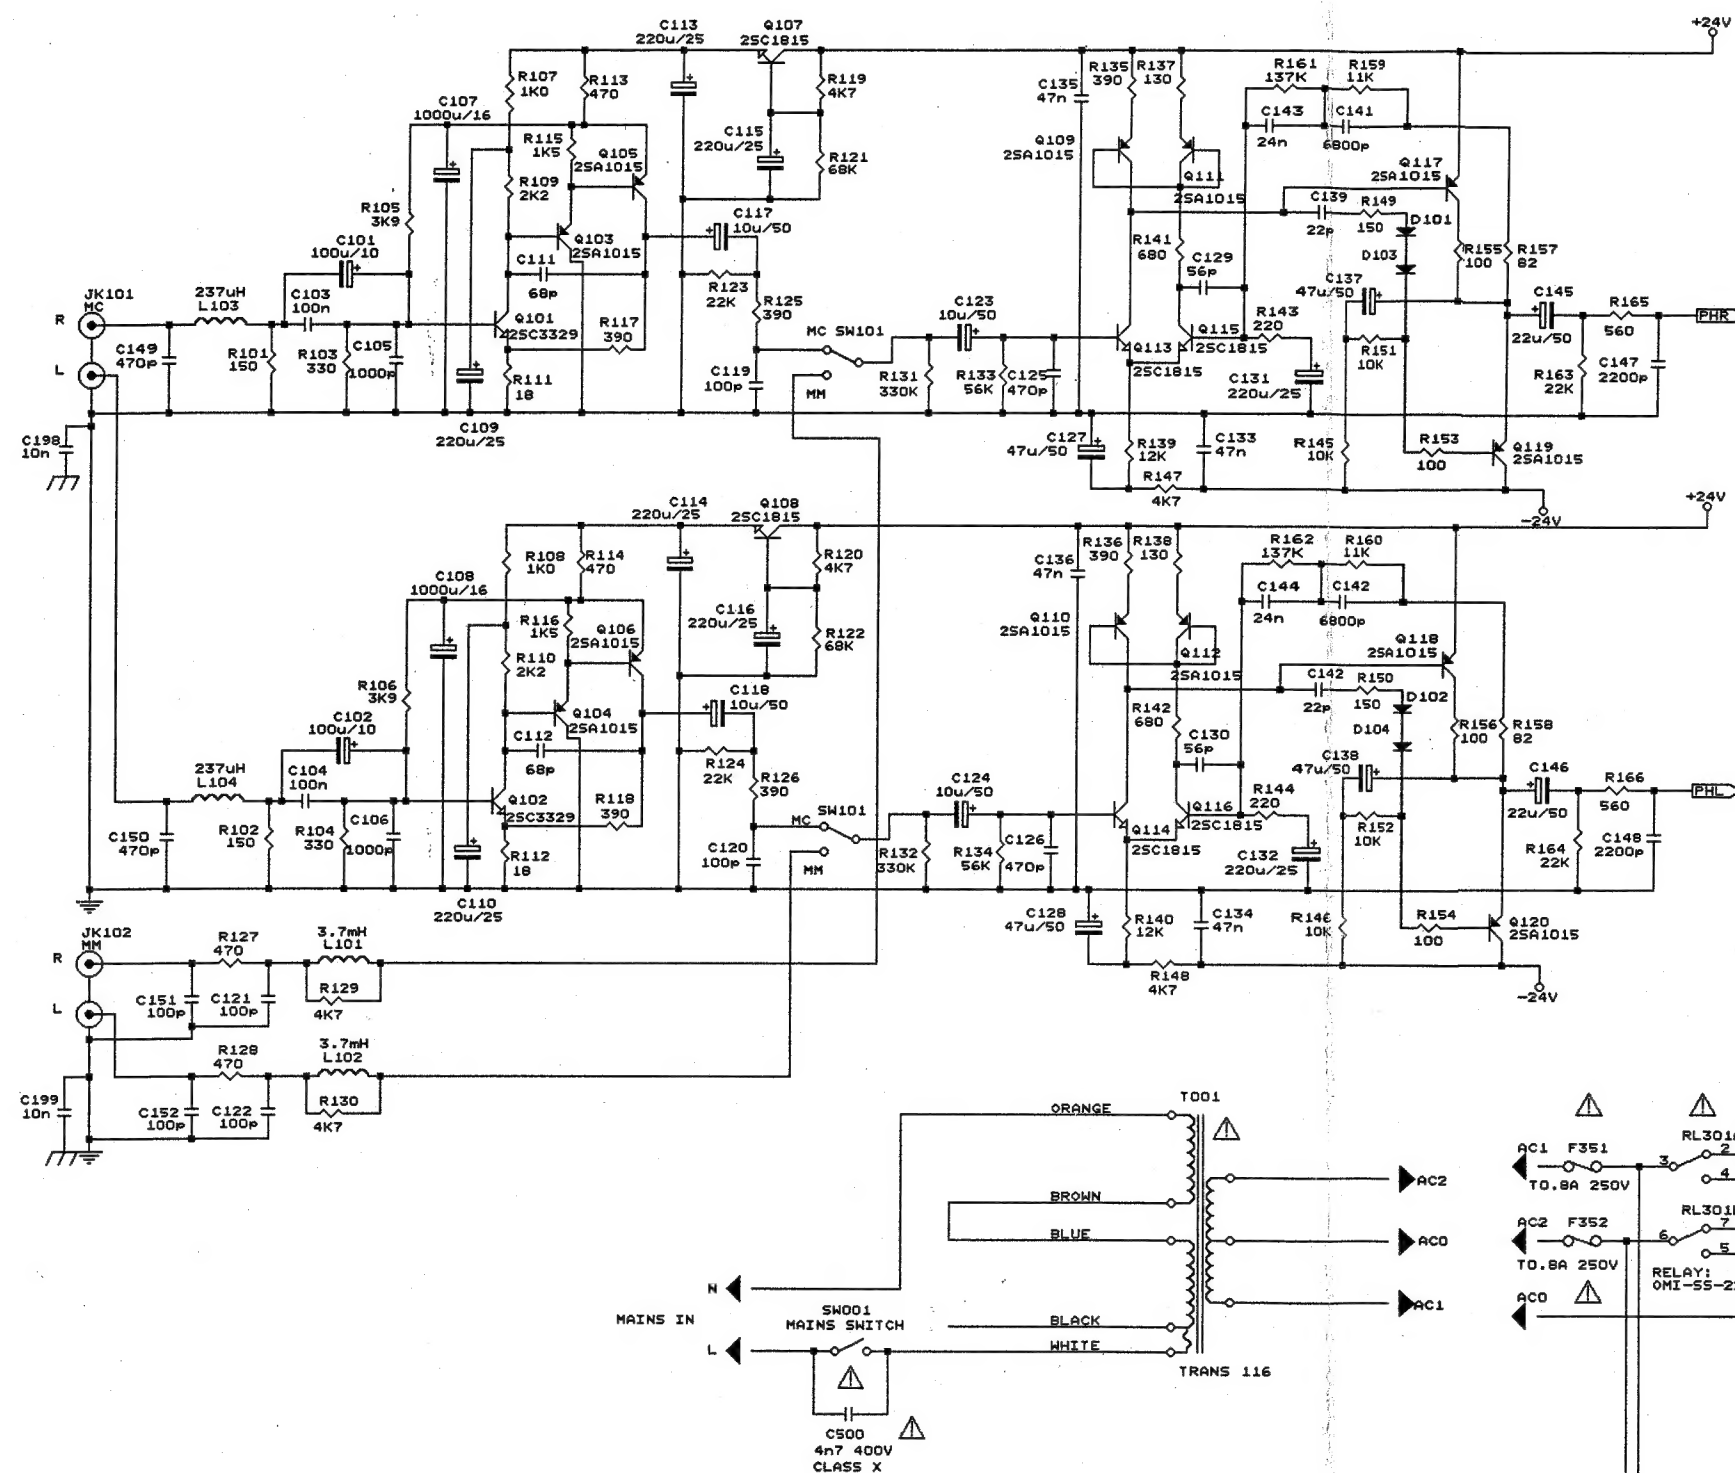 C113
220u/25
Q107
2SC1815
+24V
R107
1K0
R113
470
R119
4K7
C135
47n
R135
390
R137
130
R161
137K
R159
11K
C107
1000u/16
R115
1K5
Q105
2SA1015
C115
220u/25
R121
68K
Q109
2SA1015
C143
24n
C141
6800p
Q117
2SA1015
R109
2K2
Q111
2SA1015
R105
3K9
C101
100u/10
Q103
2SA1015
C117
10u/50
C139
22p
R149
150
D101
R141
680
C129
56p
D103
R155
100
R157
82
C111
68p
R123
22K
C137
47u/50
JK101
MC
237uH
L103
C103
100n
R125
390
C123
10u/50
C145
22u/50
R165
560
PHR
R
L
C149
470p
R101
150
R103
330
C105
1000p
Q101
2SC3329
R117
390
MC SW101
MM
Q113
2SC1815
Q115
2SC1815
R143
220
R111
18
C119
100p
R131
330K
R133
56K
C125
470p
C131
220u/25
R151
10K
R163
22K
C147
2200p
C109
220u/25
C198
10n
C127
47u/50
R139
12K
C133
47n
R145
10K
R153
100
Q119
2SA1015
R147
4K7
-24V
C114
220u/25
Q108
2SC1815
+24V
R108
1K0
R114
470
R120
4K7
C136
47n
R136
390
R138
130
R162
137K
R160
11K
C108
1000u/16
R116
1K5
Q106
2SA1015
C116
220u/25
R122
68K
Q110
2SA1015
C144
24n
C142
6800p
Q118
2SA1015
R110
2K2
Q112
2SA1015
R106
3K9
C102
100u/10
Q104
2SA1015
C118
10u/50
C142
22p
R150
150
D102
R142
680
C130
56p
D104
R156
100
R158
82
C112
68p
R124
22K
C138
47u/50
237uH
L104
C104
100n
R126
390
C124
10u/50
C146
22u/50
R166
560
PHL
C150
470p
R102
150
R104
330
C106
1000p
Q102
2SC3329
R118
390
MC
SW101
MM
Q114
2SC1815
Q116
2SC1815
R144
220
R112
18
C120
100p
R132
330K
R134
56K
C126
470p
C132
220u/25
R152
10K
R164
22K
C148
2200p
C110
220u/25
C128
47u/50
R140
12K
C134
47n
R146
10K
R154
100
Q120
2SA1015
R148
4K7
-24V
JK102
MM
R
L
R127
470
3.7mH
L101
C151
100p
C121
100p
R129
4K7
R128
470
3.7mH
L102
C199
10n
C152
100p
C122
100p
R130
4K7
T001
ORANGE
BROWN
BLUE
BLACK
WHITE
TRANS 116
AC2
AC0
AC1
AC1 F351
T0.8A 250V
3
2
4
AC2 F352
T0.8A 250V
6
7
5
RELAY:
AC0
MAINS IN
N
L
SW001
MAINS SWITCH
C500
4n7 400V
CLASS X